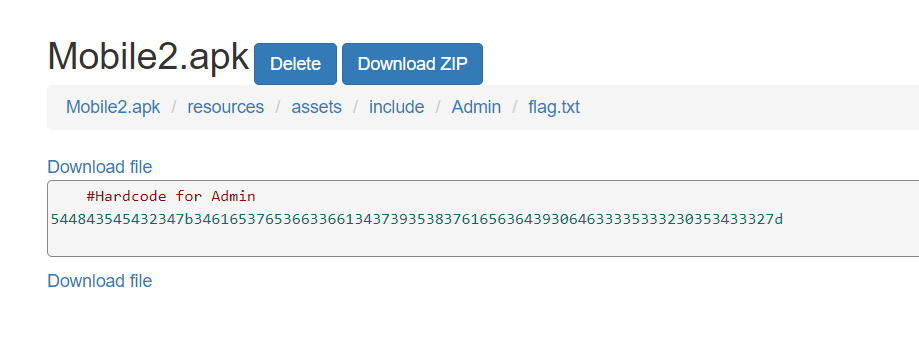 Mobile2.apk Delete Download ZIP
Mobile2.apk / resources / assets / include / Admin / flag.txt
Download file
#Hardcode for Admin
544843545432347b34616537653663366134373935383761656364393064633335333230353433327d
Download file